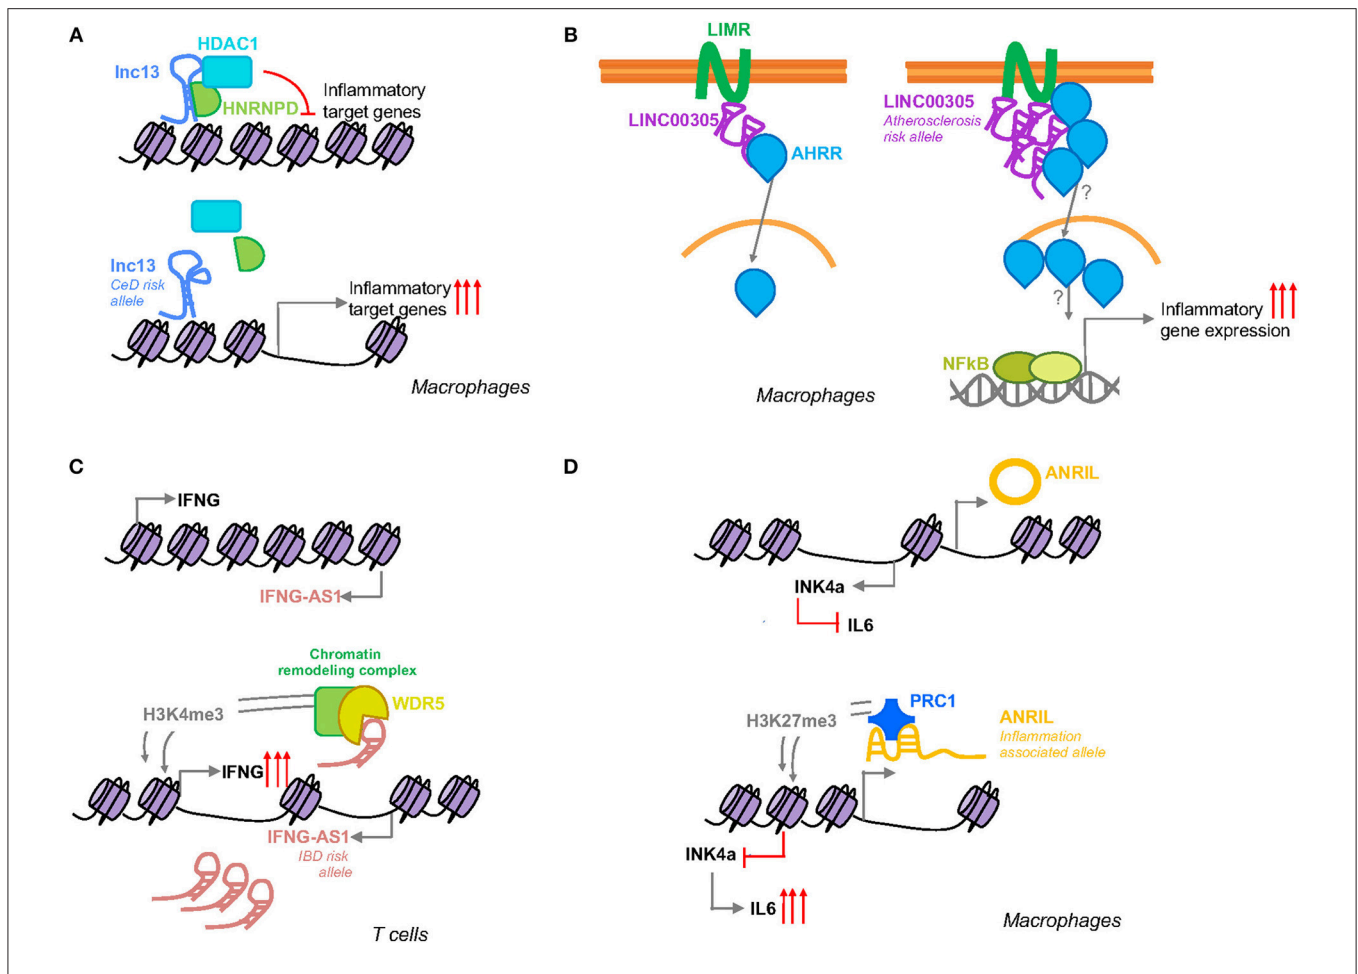 A
HDAC1
lnc13
HNRNPD
Inflammatory
target genes
lnc13
CeD risk
allele
Inflammatory
target genes
Macrophages
B
LIMR
LINC00305
AHRR
LINC00305
Atherosclerosis
risk allele
?
?
Inflammatory
gene expression
NFkB
Macrophages
C
IFNG
IFNG-AS1
Chromatin
remodeling complex
WDR5
H3K4me3
IFNG
IFNG-AS1
IBD risk
allele
T cells
D
ANRIL
INK4a
IL6
PRC1
H3K27me3
ANRIL
Inflammation
associated allele
INK4a
IL6
Macrophages